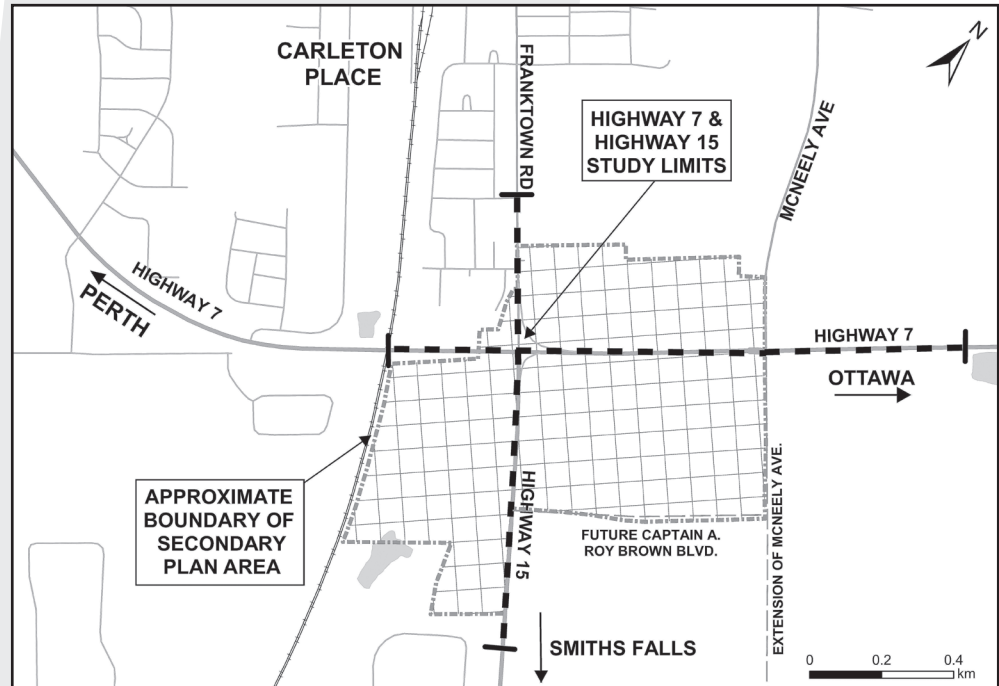 CARLETON
PLACE
FRANKTOWN RD
N
HIGHWAY 7 &
HIGHWAY 15
STUDY LIMITS
MCNEELY AVE
HIGHWAY 7
PERTH
HIGHWAY 7
OTTAWA
APPROXIMATE
BOUNDARY OF
SECONDARY
PLAN AREA
HIGHWAY 15
FUTURE CAPTAIN A.
ROY BROWN BLVD.
EXTENSION OF MCNEELY AVE.
SMITHS FALLS
0 0.2 0.4
km